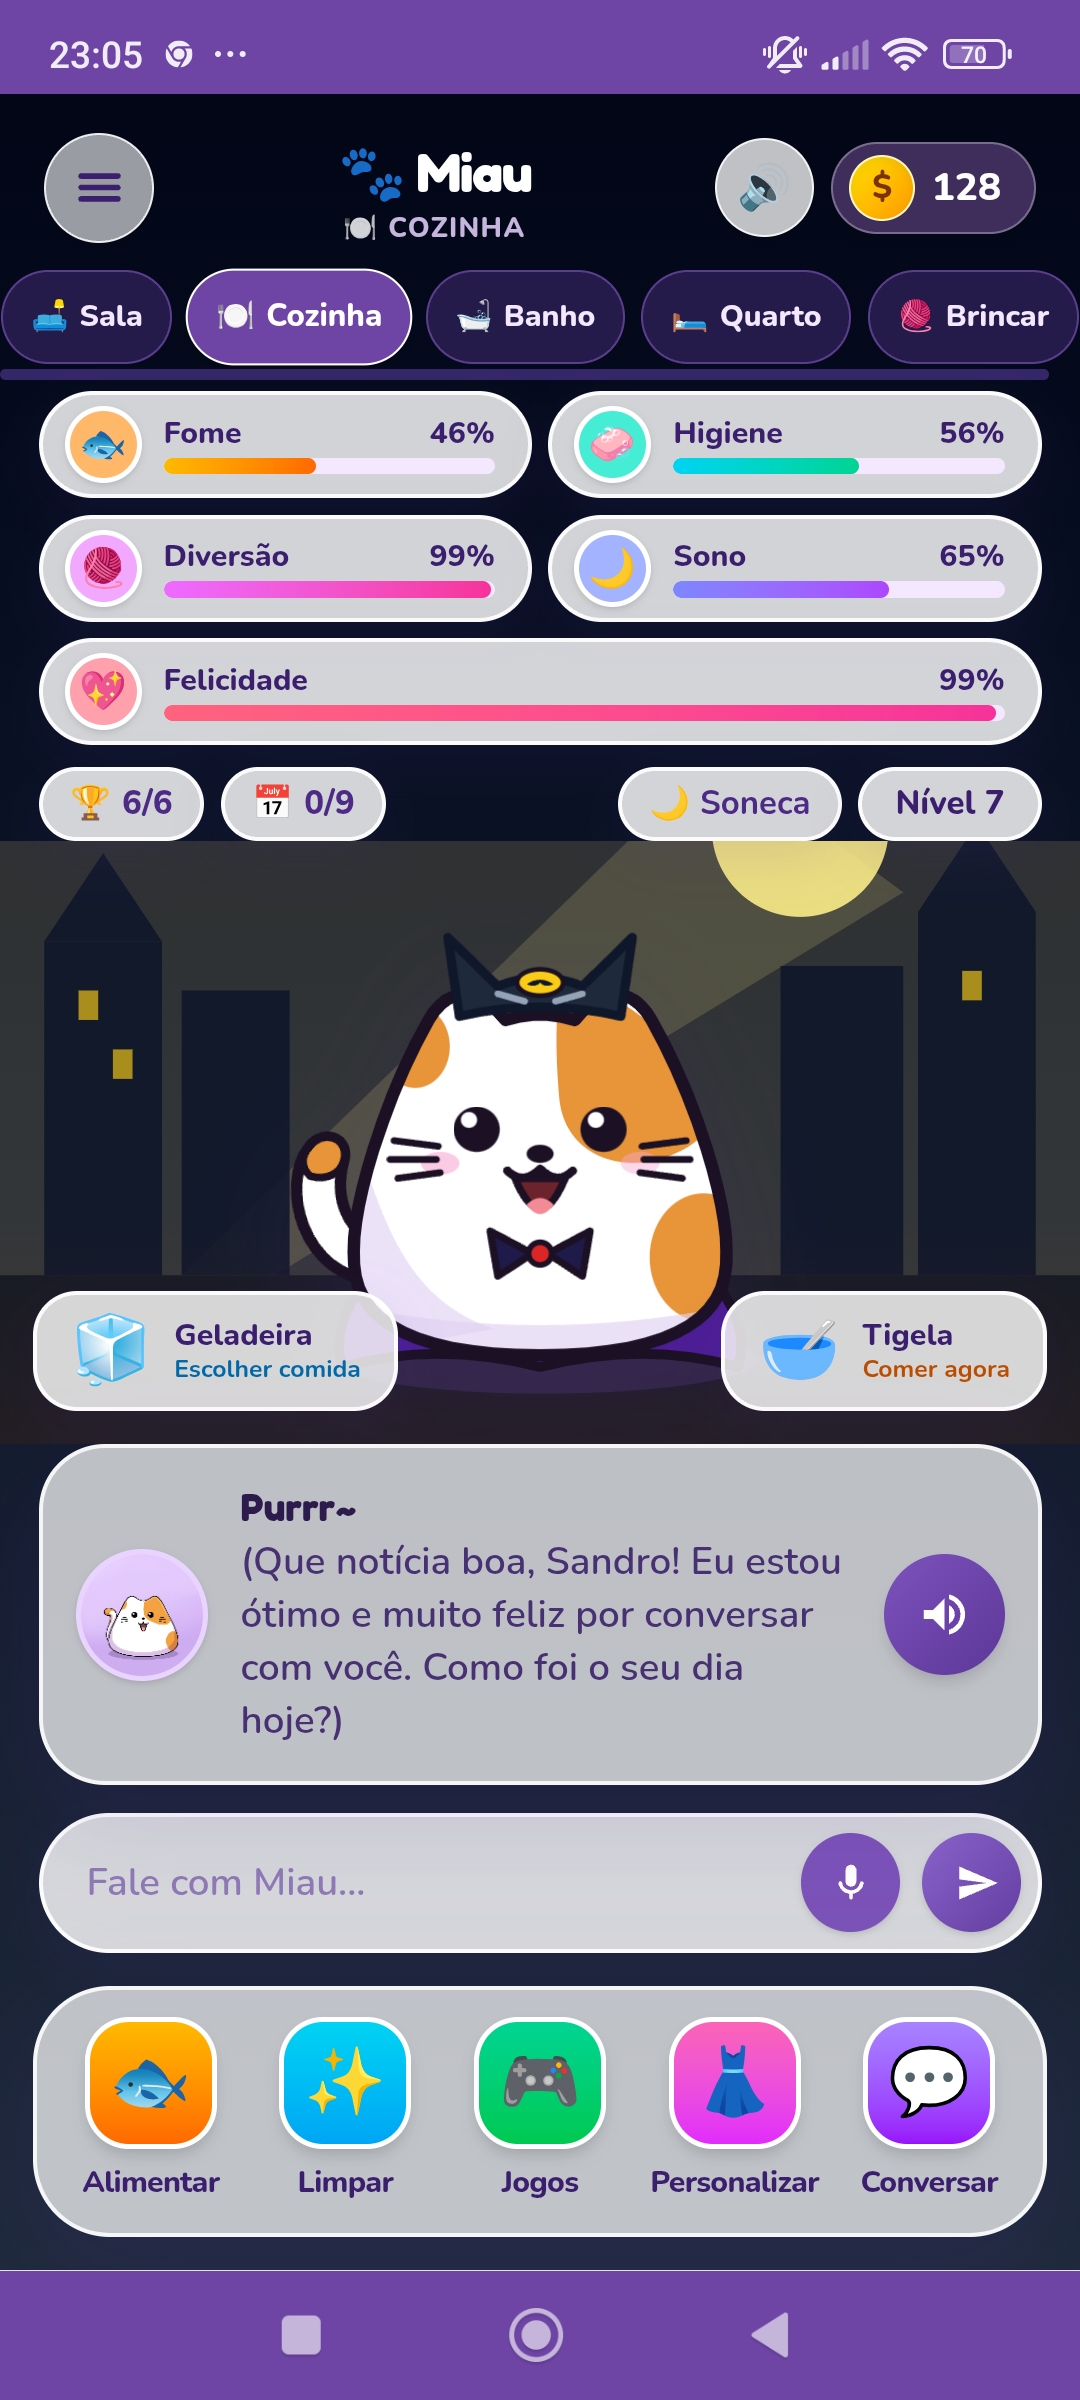 23:05
70
Miau
COZINHA
$ 128
Sala
Cozinha
Banho
Quarto
Brincar
Fome 46%
Higiene 56%
Diversão 99%
Sono 65%
Felicidade 99%
6/6
July 17 0/9
Soneca
Nível 7
Geladeira
Escolher comida
Tigela
Comer agora
Purrr~
(Que notícia boa, Sandro! Eu estou
ótimo e muito feliz por conversar
com você. Como foi o seu dia
hoje?)
Fale com Miau...
Alimentar
Limpar
Jogos
Personalizar
Conversar